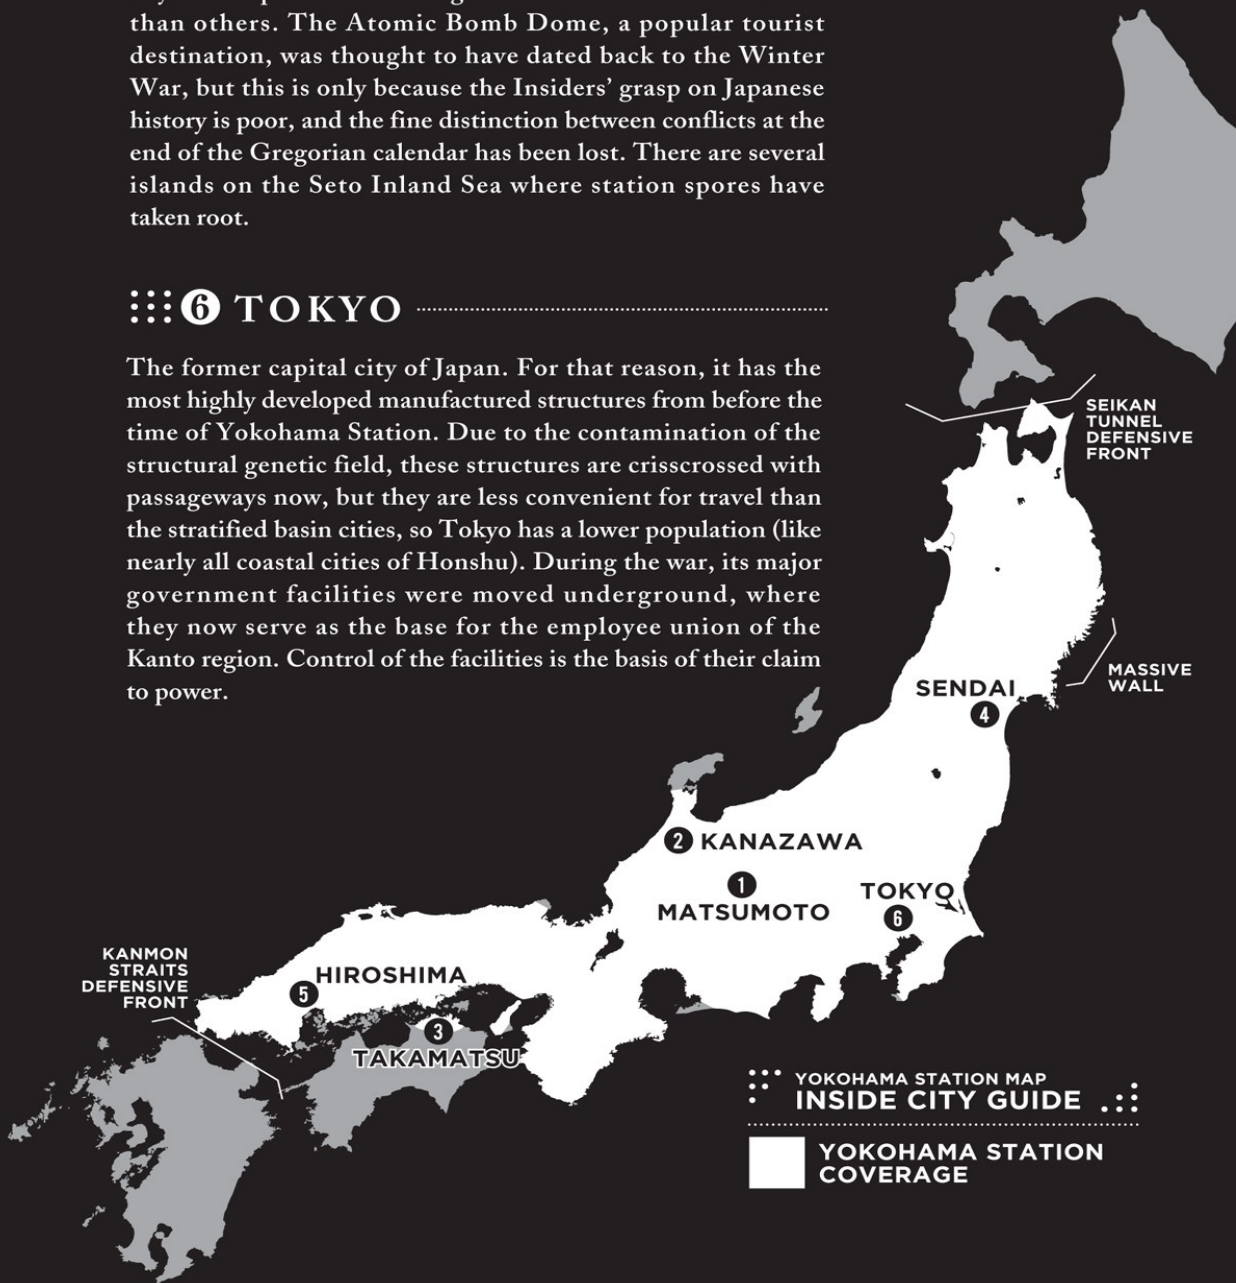 than others. The Atomic Bomb Dome, a popular tourist
destination, was thought to have dated back to the Winter
War, but this is only because the Insiders’ grasp on Japanese
history is poor, and the fine distinction between conflicts at the
end of the Gregorian calendar has been lost. There are several
islands on the Seto Inland Sea where station spores have
taken root.
6 TOKYO
The former capital city of Japan. For that reason, it has the
most highly developed manufactured structures from before the
time of Yokohama Station. Due to the contamination of the
structural genetic field, these structures are crisscrossed with
passageways now, but they are less convenient for travel than
the stratified basin cities, so Tokyo has a lower population (like
nearly all coastal cities of Honshu). During the war, its major
government facilities were moved underground, where
they now serve as the base for the employee union of the
Kanto region. Control of the facilities is the basis of their claim
to power.
SEIKAN
TUNNEL
DEFENSIVE
FRONT
MASSIVE
WALL
SENDAI
4
2 KANAZAWA
1
MATSUMOTO
TOKYO
6
KANMON
STRAITS
DEFENSIVE
FRONT
HIROSHIMA
5
3
TAKAMATSU
YOKOHAMA STATION MAP
INSIDE CITY GUIDE
YOKOHAMA STATION
COVERAGE